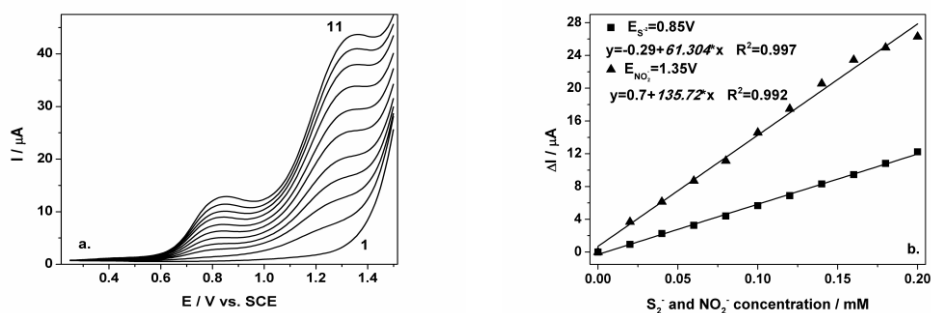 11
40
30
20
10
0
I / μA
a.
1
0.4 0.6 0.8 1.0 1.2 1.4
E / V vs. SCE
28
24
20
16
12
8
4
0
ΔI / μA
■ E_S²⁻=0.85V
y=-0.29+61.304*x R²=0.997
▲ E_NO₂⁻=1.35V
y=0.7+135.72*x R²=0.992
b.
0.00 0.05 0.10 0.15 0.20
S₂⁻ and NO₂⁻ concentration / mM